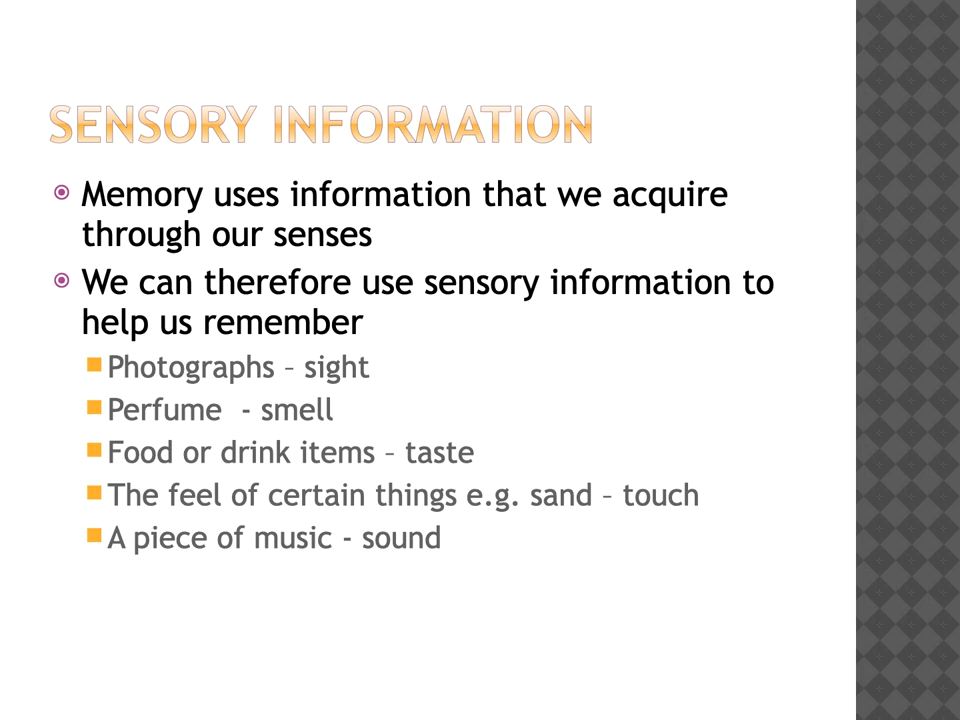 SENSORY INFORMATION
Memory uses information that we acquire
through our senses
We can therefore use sensory information to
help us remember
Photographs – sight
Perfume  - smell
Food or drink items – taste
The feel of certain things e.g. sand – touch
A piece of music - sound